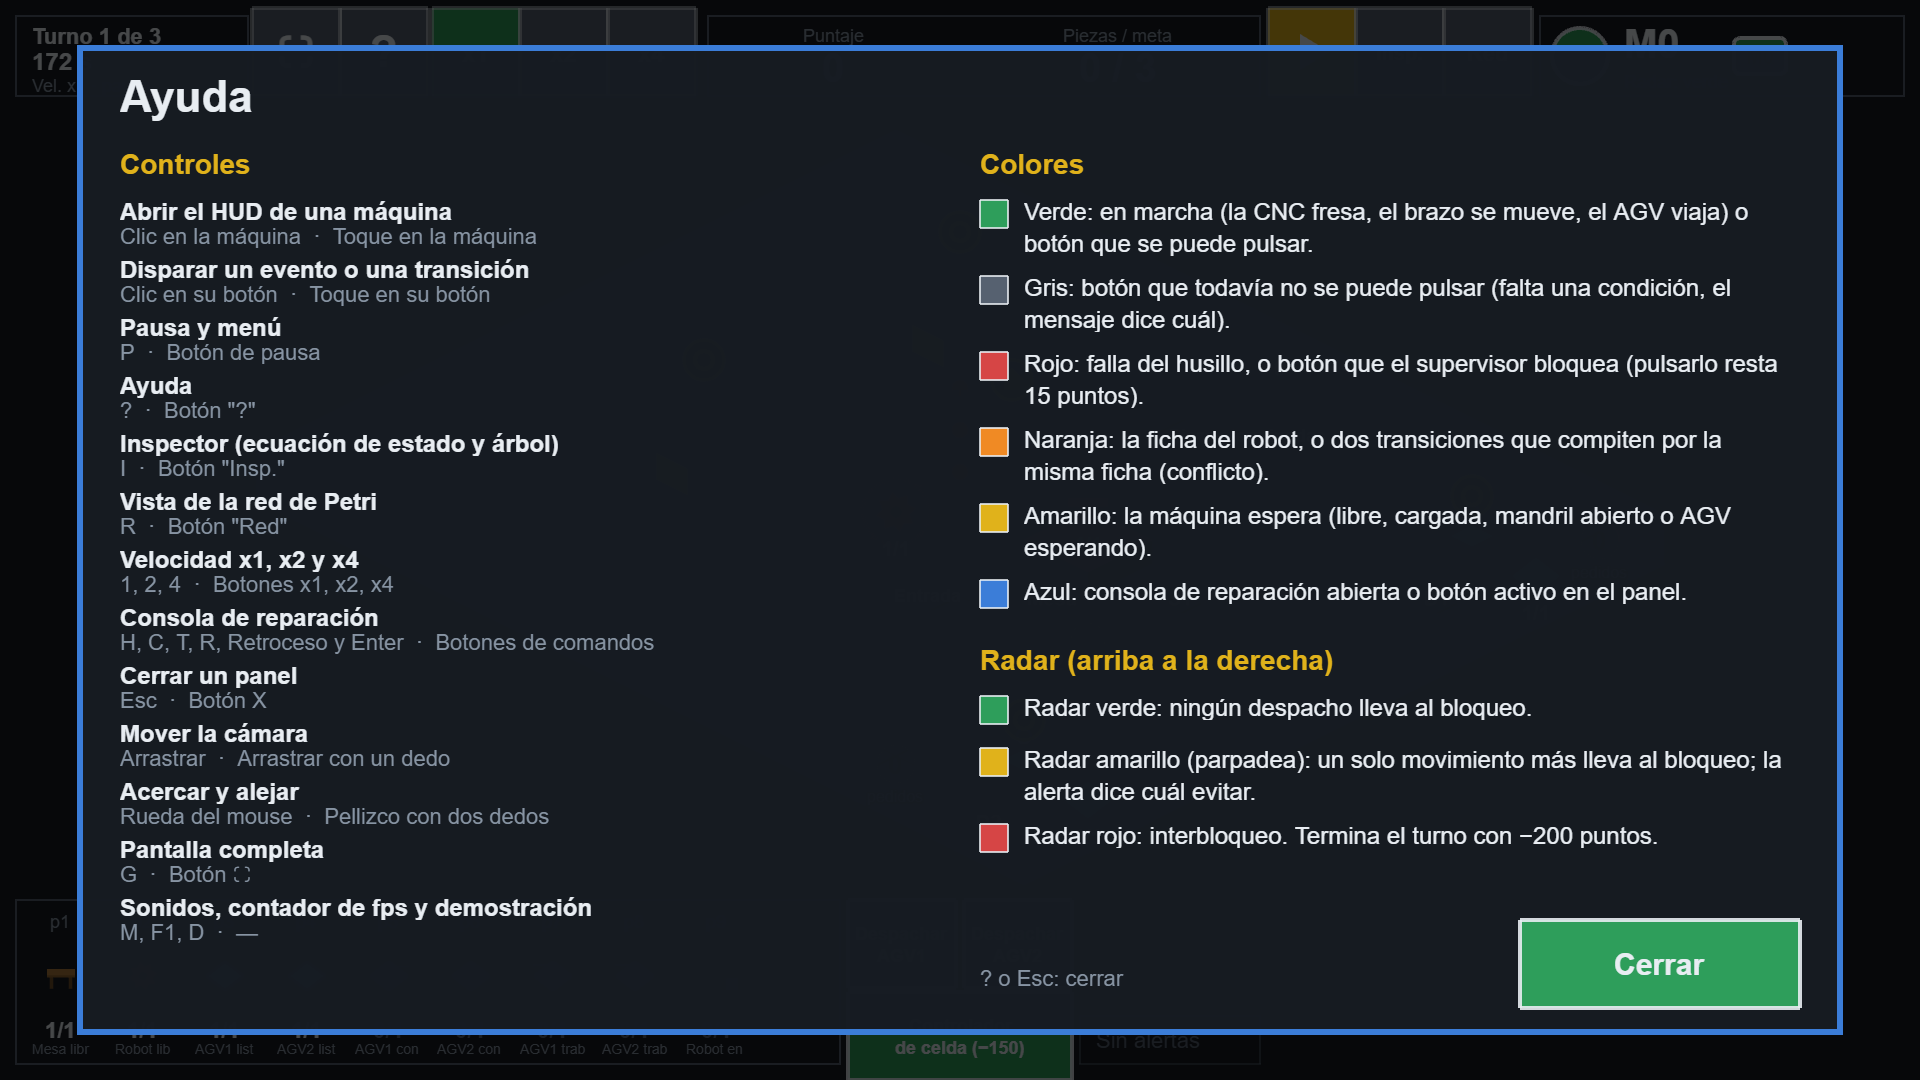 Turno 1 de 3
172
Vel. x
Puntaje
Piezas / meta
M0
Ayuda
Controles
Abrir el HUD de una máquina
Clic en la máquina · Toque en la máquina
Disparar un evento o una transición
Clic en su botón · Toque en su botón
Pausa y menú
P · Botón de pausa
Ayuda
? · Botón "?"
Inspector (ecuación de estado y árbol)
I · Botón "Insp."
Vista de la red de Petri
R · Botón "Red"
Velocidad x1, x2 y x4
1, 2, 4 · Botones x1, x2, x4
Consola de reparación
H, C, T, R, Retroceso y Enter · Botones de comandos
Cerrar un panel
Esc · Botón X
Mover la cámara
Arrastrar · Arrastrar con un dedo
Acercar y alejar
Rueda del mouse · Pellizco con dos dedos
Pantalla completa
G · Botón ⛶
Sonidos, contador de fps y demostración
M, F1, D · —
Colores
Verde: en marcha (la CNC fresa, el brazo se mueve, el AGV viaja) o
botón que se puede pulsar.
Gris: botón que todavía no se puede pulsar (falta una condición, el
mensaje dice cuál).
Rojo: falla del husillo, o botón que el supervisor bloquea (pulsarlo resta
15 puntos).
Naranja: la ficha del robot, o dos transiciones que compiten por la
misma ficha (conflicto).
Amarillo: la máquina espera (libre, cargada, mandril abierto o AGV
esperando).
Azul: consola de reparación abierta o botón activo en el panel.
Radar (arriba a la derecha)
Radar verde: ningún despacho lleva al bloqueo.
Radar amarillo (parpadea): un solo movimiento más lleva al bloqueo; la
alerta dice cuál evitar.
Radar rojo: interbloqueo. Termina el turno con −200 puntos.
? o Esc: cerrar
Cerrar
p1
1/1
Mesa libr Robot lib AGV1 list AGV2 list AGV1 con AGV2 con AGV1 trab AGV2 trab Robot en
de celda (−150)
Sin alertas